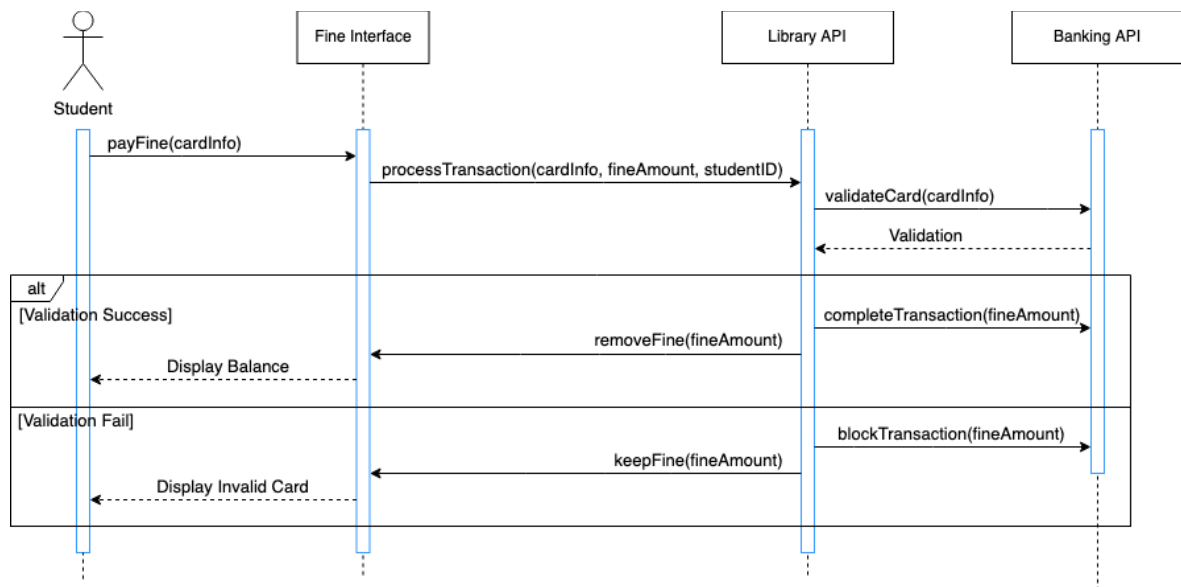 Fine Interface
Library API
Banking API
Student
payFine(cardInfo)
processTransaction(cardInfo, fineAmount, studentID)
validateCard(cardInfo)
Validation
alt
[Validation Success]
completeTransaction(fineAmount)
removeFine(fineAmount)
Display Balance
[Validation Fail]
blockTransaction(fineAmount)
keepFine(fineAmount)
Display Invalid Card